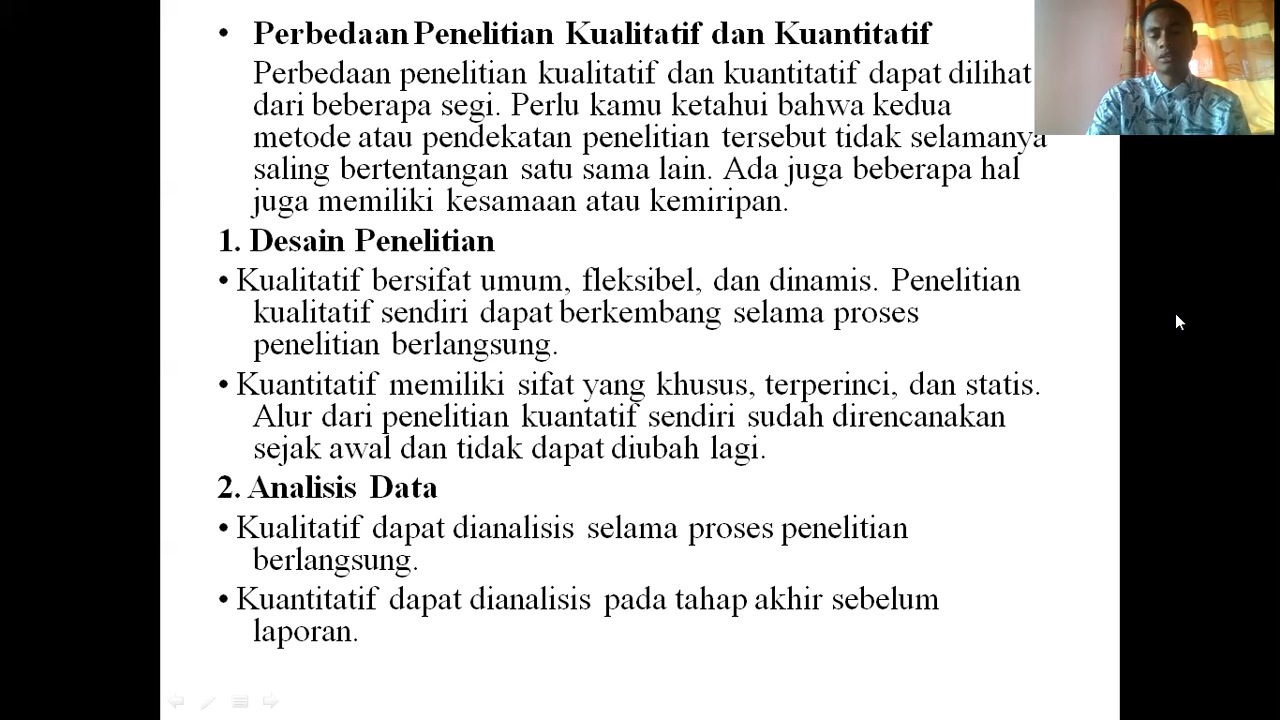 • Perbedaan Penelitian Kualitatif dan Kuantitatif
Perbedaan penelitian kualitatif dan kuantitatif dapat dilihat
dari beberapa segi. Perlu kamu ketahui bahwa kedua
metode atau pendekatan penelitian tersebut tidak selamanya
saling bertentangan satu sama lain. Ada juga beberapa hal
juga memiliki kesamaan atau kemiripan.
1. Desain Penelitian
• Kualitatif bersifat umum, fleksibel, dan dinamis. Penelitian
kualitatif sendiri dapat berkembang selama proses
penelitian berlangsung.
• Kuantitatif memiliki sifat yang khusus, terperinci, dan statis.
Alur dari penelitian kuantatif sendiri sudah direncanakan
sejak awal dan tidak dapat diubah lagi.
2. Analisis Data
• Kualitatif dapat dianalisis selama proses penelitian
berlangsung.
• Kuantitatif dapat dianalisis pada tahap akhir sebelum
laporan.